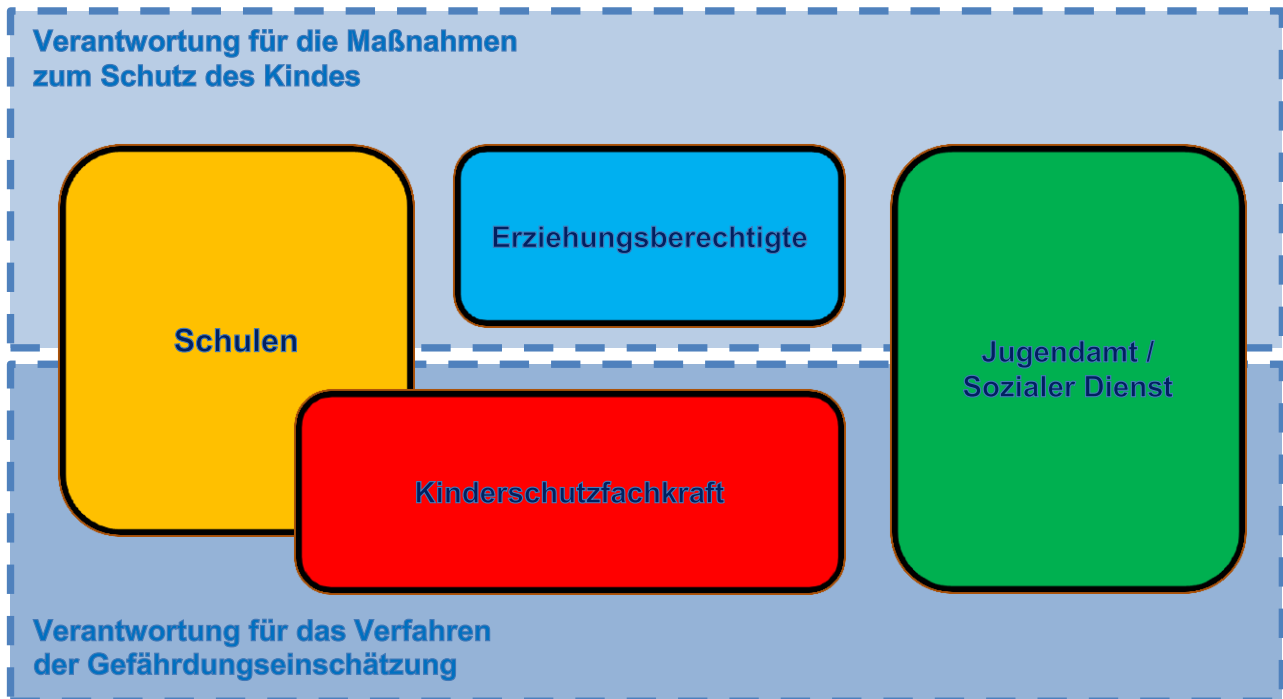 Verantwortung für die Maßnahmen
zum Schutz des Kindes
Erziehungsberechtigte
Schulen
Jugendamt /
Sozialer Dienst
Kinderschutzfachkraft
Verantwortung für das Verfahren
der Gefährdungseinschätzung